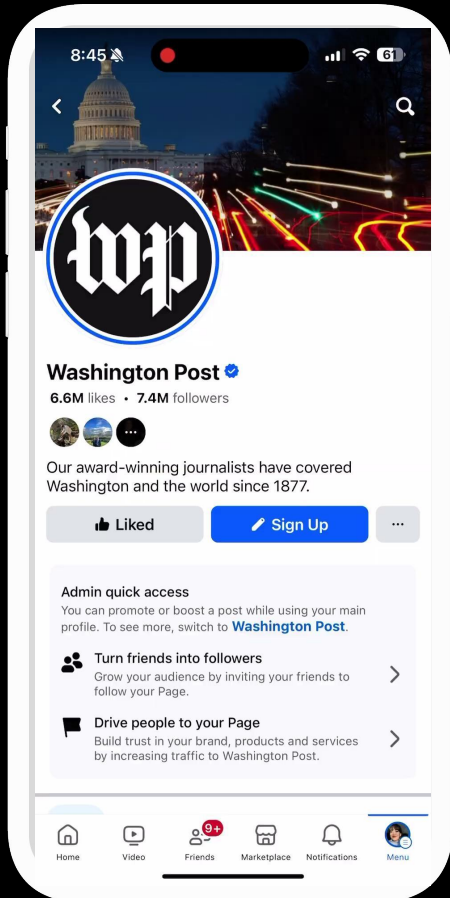 8:45
61
wp
Washington Post
6.6M likes • 7.4M followers
Our award-winning journalists have covered
Washington and the world since 1877.
Liked
Sign Up
Admin quick access
You can promote or boost a post while using your main
profile. To see more, switch to Washington Post.
Turn friends into followers
Grow your audience by inviting your friends to
follow your Page.
Drive people to your Page
Build trust in your brand, products and services
by increasing traffic to Washington Post.
9+
Home
Video
Friends
Marketplace
Notifications
Menu